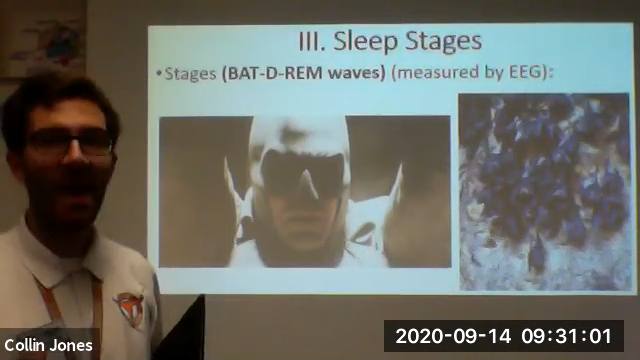 III. Sleep Stages
•Stages (BAT-D-REM waves) (measured by EEG):
Collin Jones
2020-09-14 09:31:01